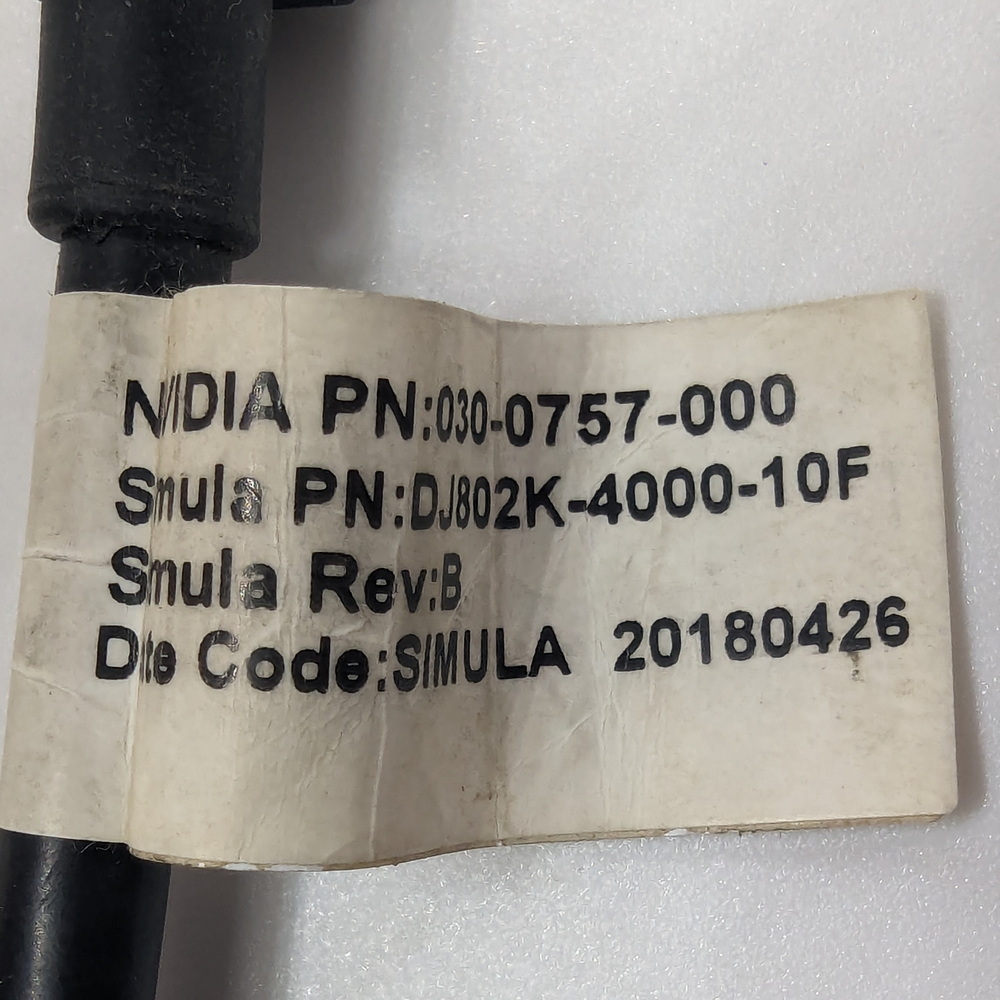 NVIDIA PN:030-0757-000
Simula PN:DJ802K-4000-10F
Simula Rev:B
Date Code:SIMULA 20180426